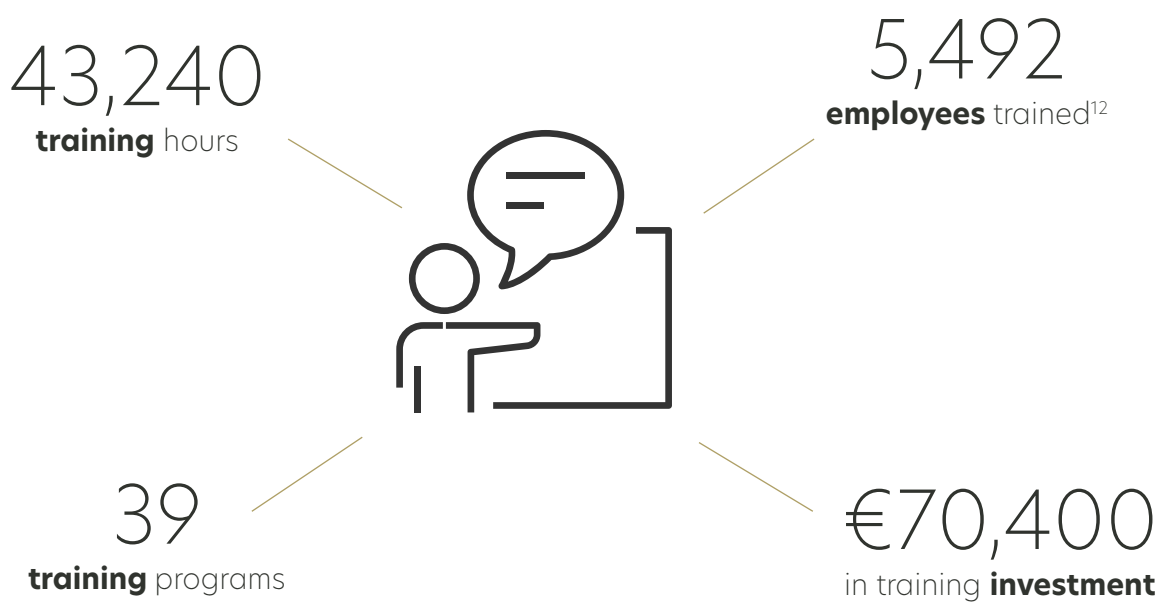 43,240
training hours
5,492
employees trained¹²
39
training programs
€70,400
in training investment